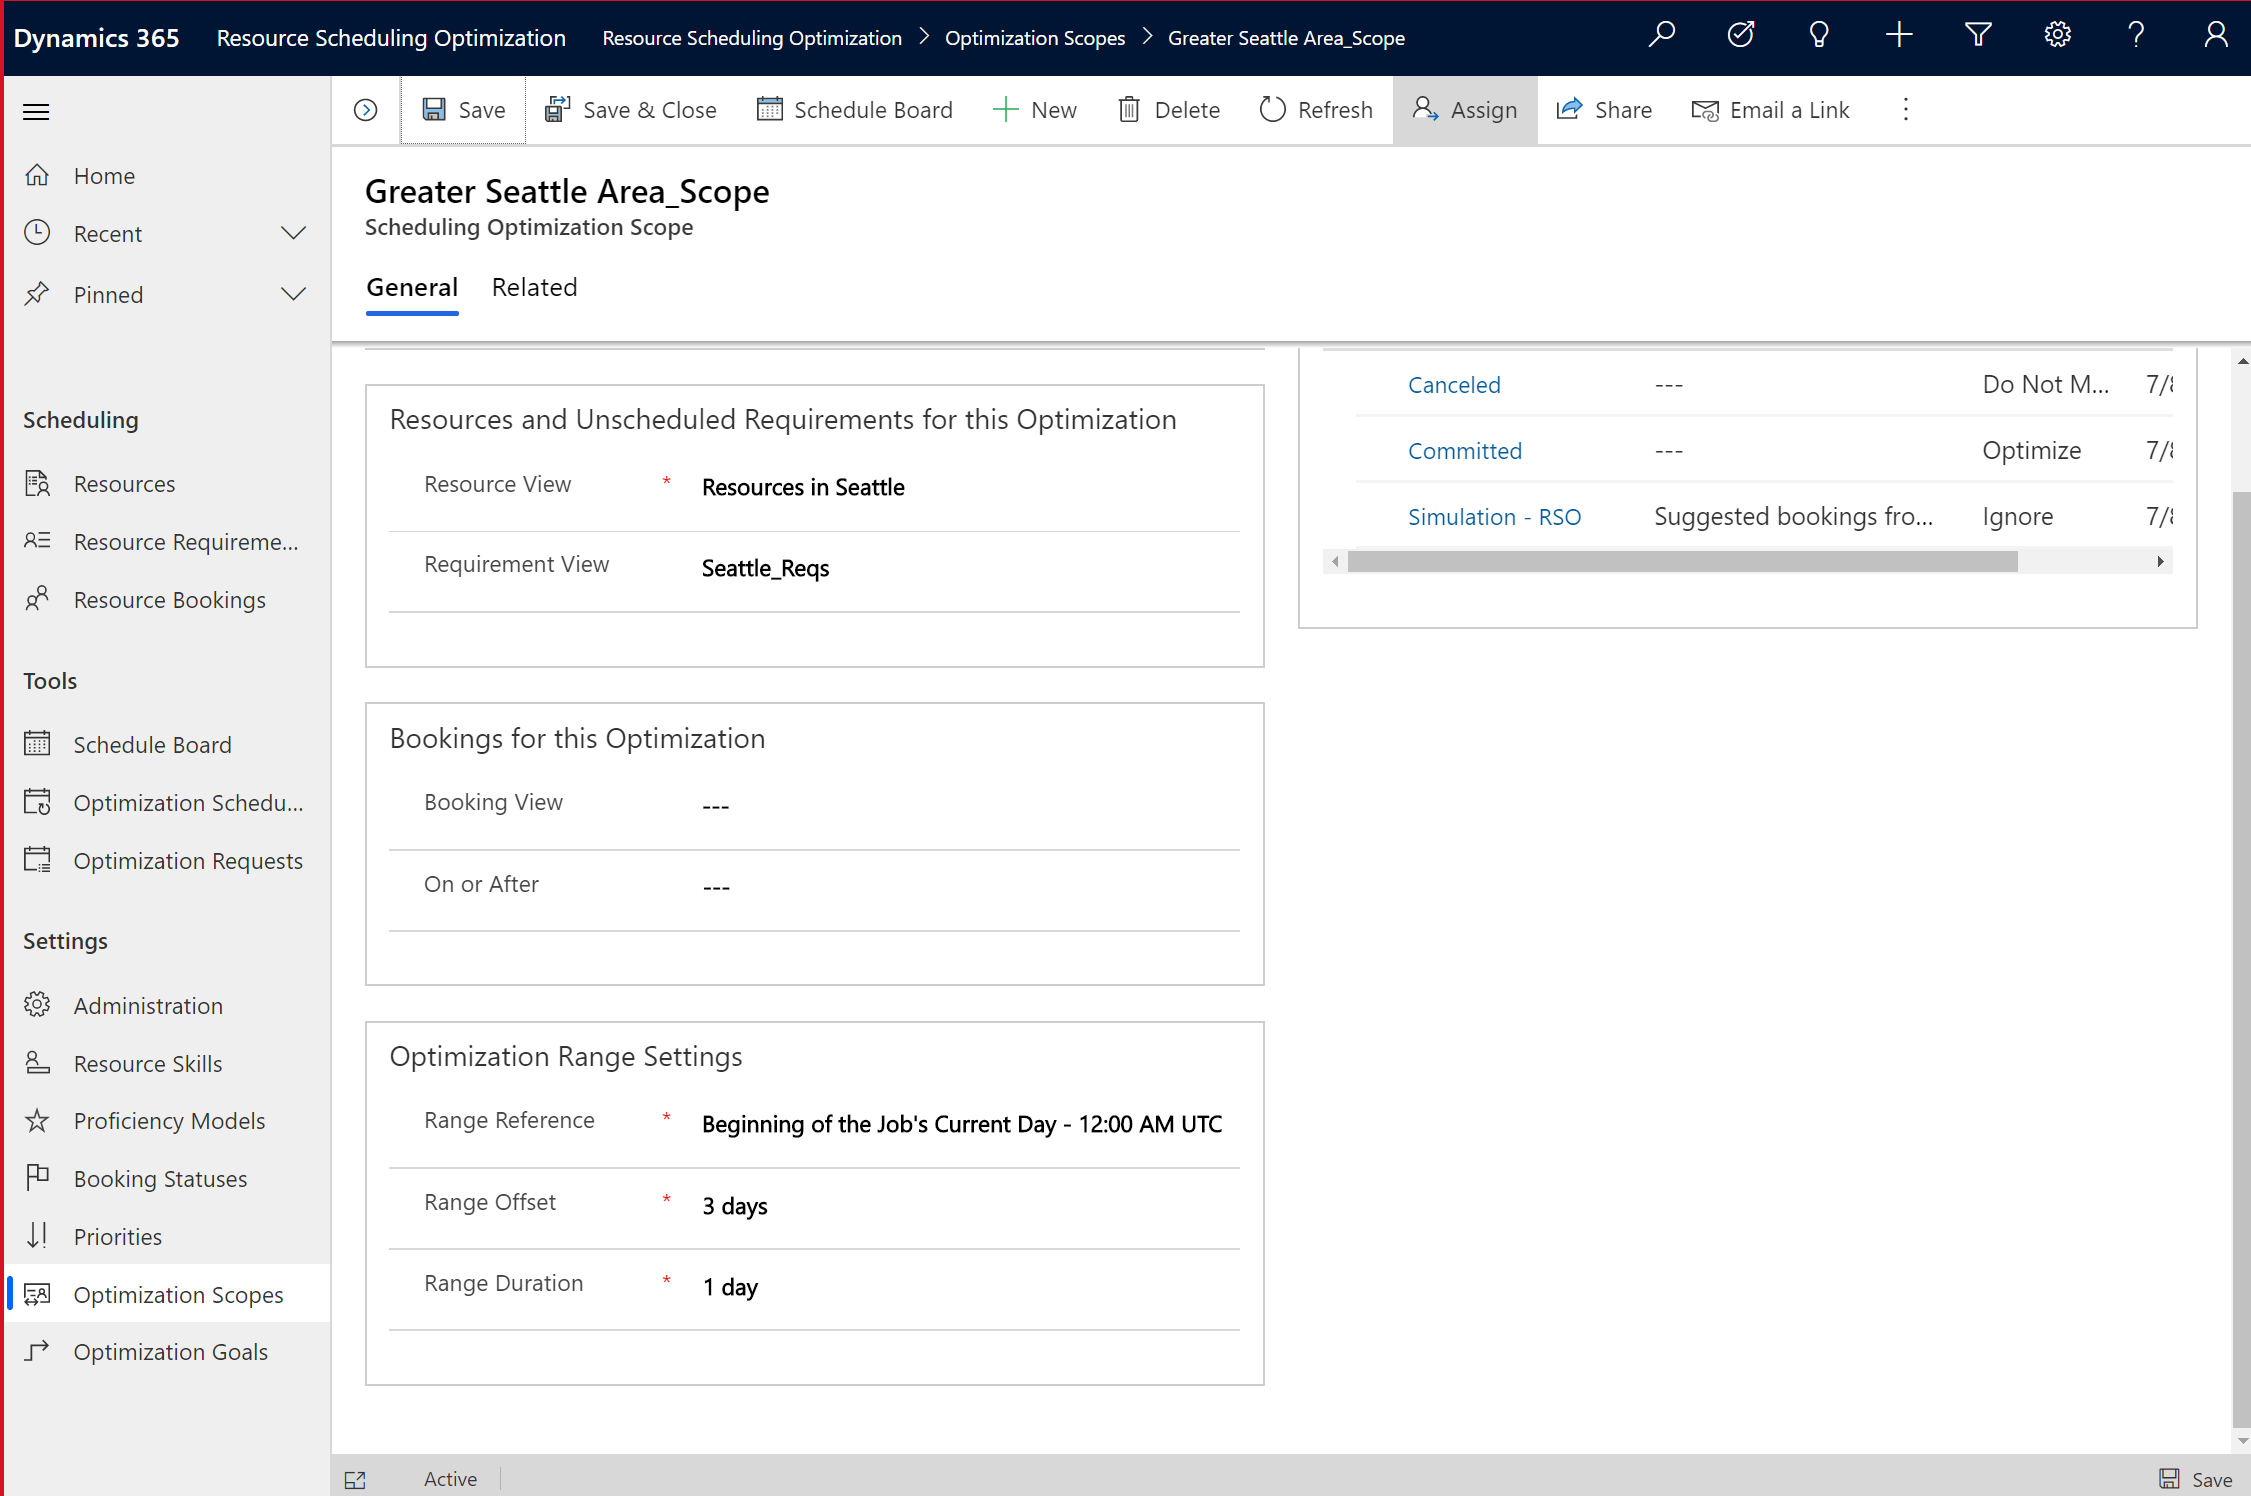 Dynamics 365 Resource Scheduling Optimization Resource Scheduling Optimization > Optimization Scopes > Greater Seattle Area_Scope
Save Save & Close Schedule Board New Delete Refresh Assign Share Email a Link
Home
Recent
Pinned
Scheduling
Resources
Resource Requireme...
Resource Bookings
Tools
Schedule Board
Optimization Schedu...
Optimization Requests
Settings
Administration
Resource Skills
Proficiency Models
Booking Statuses
Priorities
Optimization Scopes
Optimization Goals
Greater Seattle Area_Scope
Scheduling Optimization Scope
General Related
Resources and Unscheduled Requirements for this Optimization
Resource View * Resources in Seattle
Requirement View Seattle_Reqs
Bookings for this Optimization
Booking View ---
On or After ---
Optimization Range Settings
Range Reference * Beginning of the Job's Current Day - 12:00 AM UTC
Range Offset * 3 days
Range Duration * 1 day
Canceled --- Do Not M... 7/8
Committed --- Optimize 7/8
Simulation - RSO Suggested bookings fro... Ignore 7/8
Active
Save